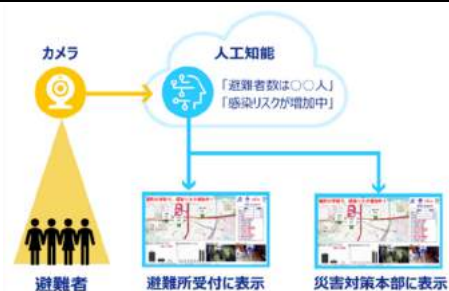 カメラ
人工知能
「避難者数は○○人」
「感染リスクが増加中」
避難者
避難所受付に表示
災害対策本部に表示